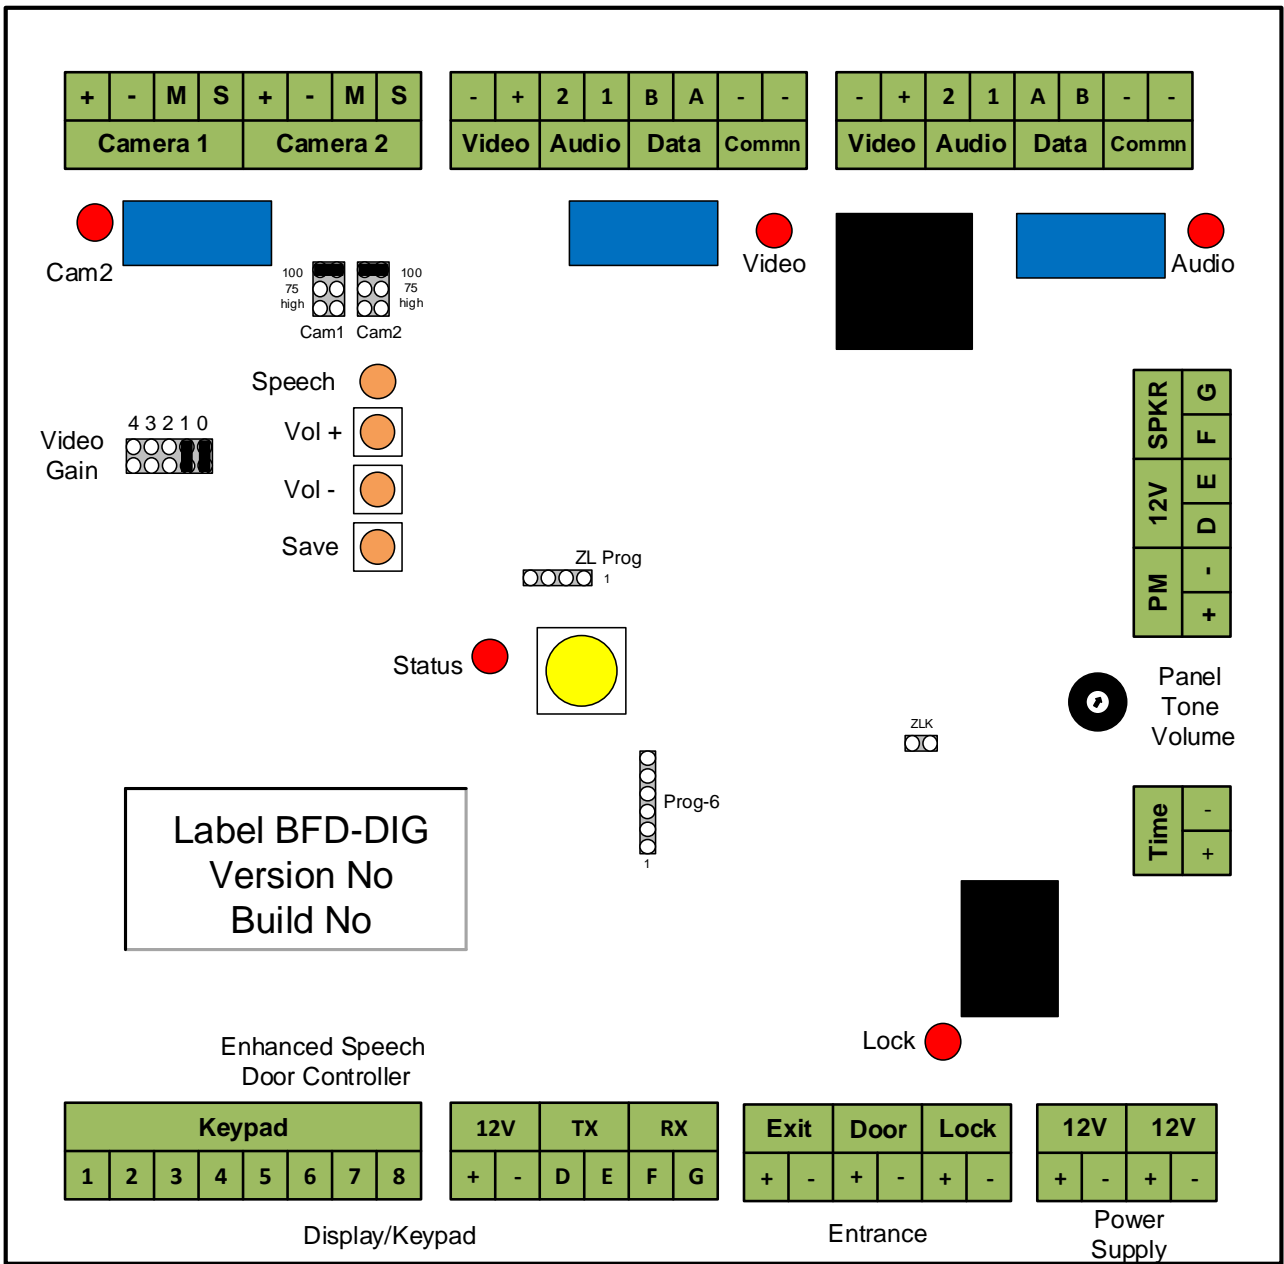 + - M S + - M S
Camera 1 Camera 2
- + 2 1 B A - -
Video Audio Data Commn
- + 2 1 A B - -
Video Audio Data Commn
Cam2
Video
Audio
100
75
high
100
75
high
Cam1 Cam2
Speech
Vol +
Vol -
Save
4 3 2 1 0
Video
Gain
SPKR G F
12V E D
PM - +
ZL Prog
1
Status
Panel
Tone
Volume
ZLK
Prog-6
1
Time - +
Label BFD-DIG
Version No
Build No
Lock
Enhanced Speech
Door Controller
Keypad
1 2 3 4 5 6 7 8
12V TX RX
+ - D E F G
Exit Door Lock
+ - + - + -
12V 12V
+ - + -
Display/Keypad
Entrance
Power
Supply